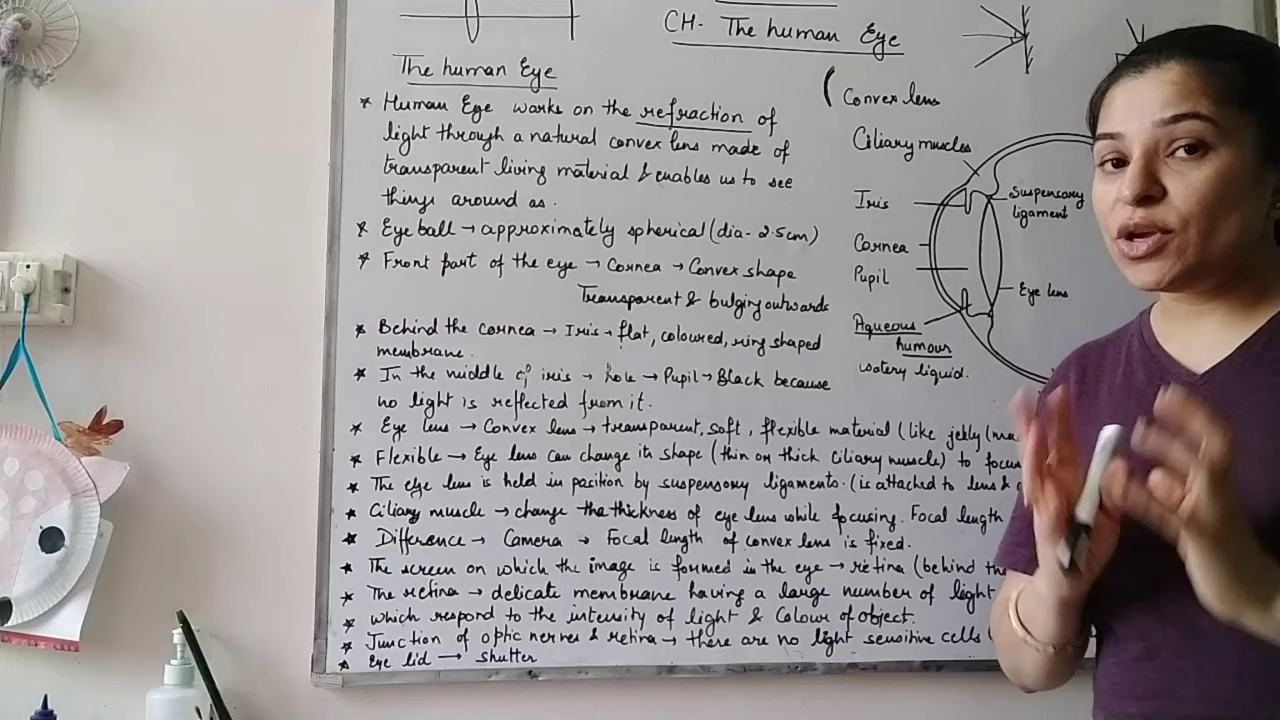 CH- The human Eye
The human Eye
* Human Eye works on the refraction of
light through a natural convex lens made of
transparent living material & enables us to see
things around as.
* Eye ball → approximately spherical (dia- 2.5cm)
* Front part of the eye → Cornea → Convex shape
Transparent & bulging outwards
* Behind the cornea → Iris → flat, coloured, ring shaped
membrane.
* In the middle of iris → hole → Pupil → Black because
no light is reflected from it.
* Eye lens → Convex lens → transparent, soft, flexible material (like jelly
* Flexible → Eye lens can change its shape (thin or thick Ciliary muscle) to focus
* The eye lens is held in position by suspensory ligaments. (is attached to lens &
* Ciliary muscle → change the thickness of eye lens while focusing. Focal length
* Difference → Camera → Focal length of convex lens is fixed.
* The screen on which the image is formed in the eye → retina (behind the
* The retina → delicate membrane having a large number of light
* which respond to the intensity of light & Colour of object.
* Junction of optic nerves & retina → there are no light sensitive cells (
* Eye lid → shutter
( Convex lens
Ciliary muscles
Iris
Cornea
Pupil
Aqueous
humour
watery liquid.
Suspensory
ligament
Eye lens